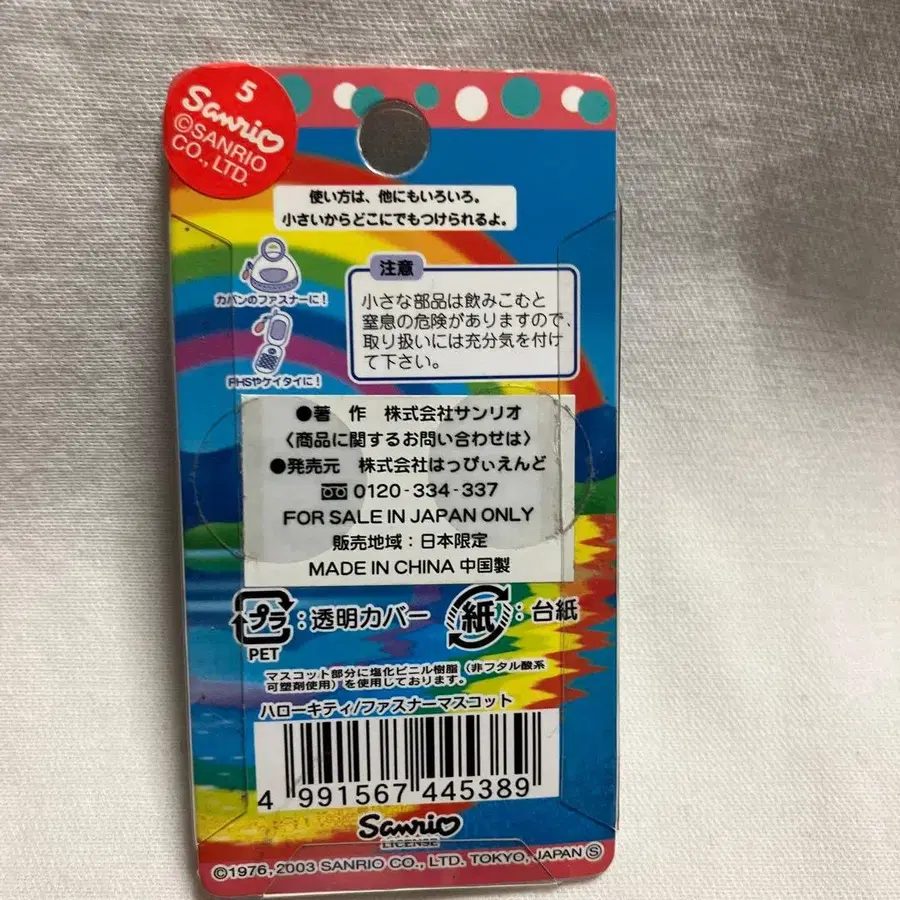 5
Sanrio
©SANRIO
CO., LTD.
使い方は、他にもいろいろ。
小さいからどこにでもつけられるよ。
カバンのファスナーに!
PHSやケイタイに!
注意
小さな部品は飲みこむと
窒息の危険がありますので、
取り扱いには充分気を付け
て下さい。
●著 作 株式会社サンリオ
〈商品に関するお問い合わせは〉
●発売元 株式会社はっぴぃえんど
0120-334-337
FOR SALE IN JAPAN ONLY
販売地域:日本限定
MADE IN CHINA 中国製
プラ:透明カバー 紙:台紙
PET
マスコット部分に塩化ビニル樹脂(非フタル酸系
可塑剤使用)を使用しております。
ハローキティ/ファスナーマスコット
4 991567 445389
Sanrio
LICENSE
©1976, 2003 SANRIO CO., LTD. TOKYO, JAPAN Ⓢ